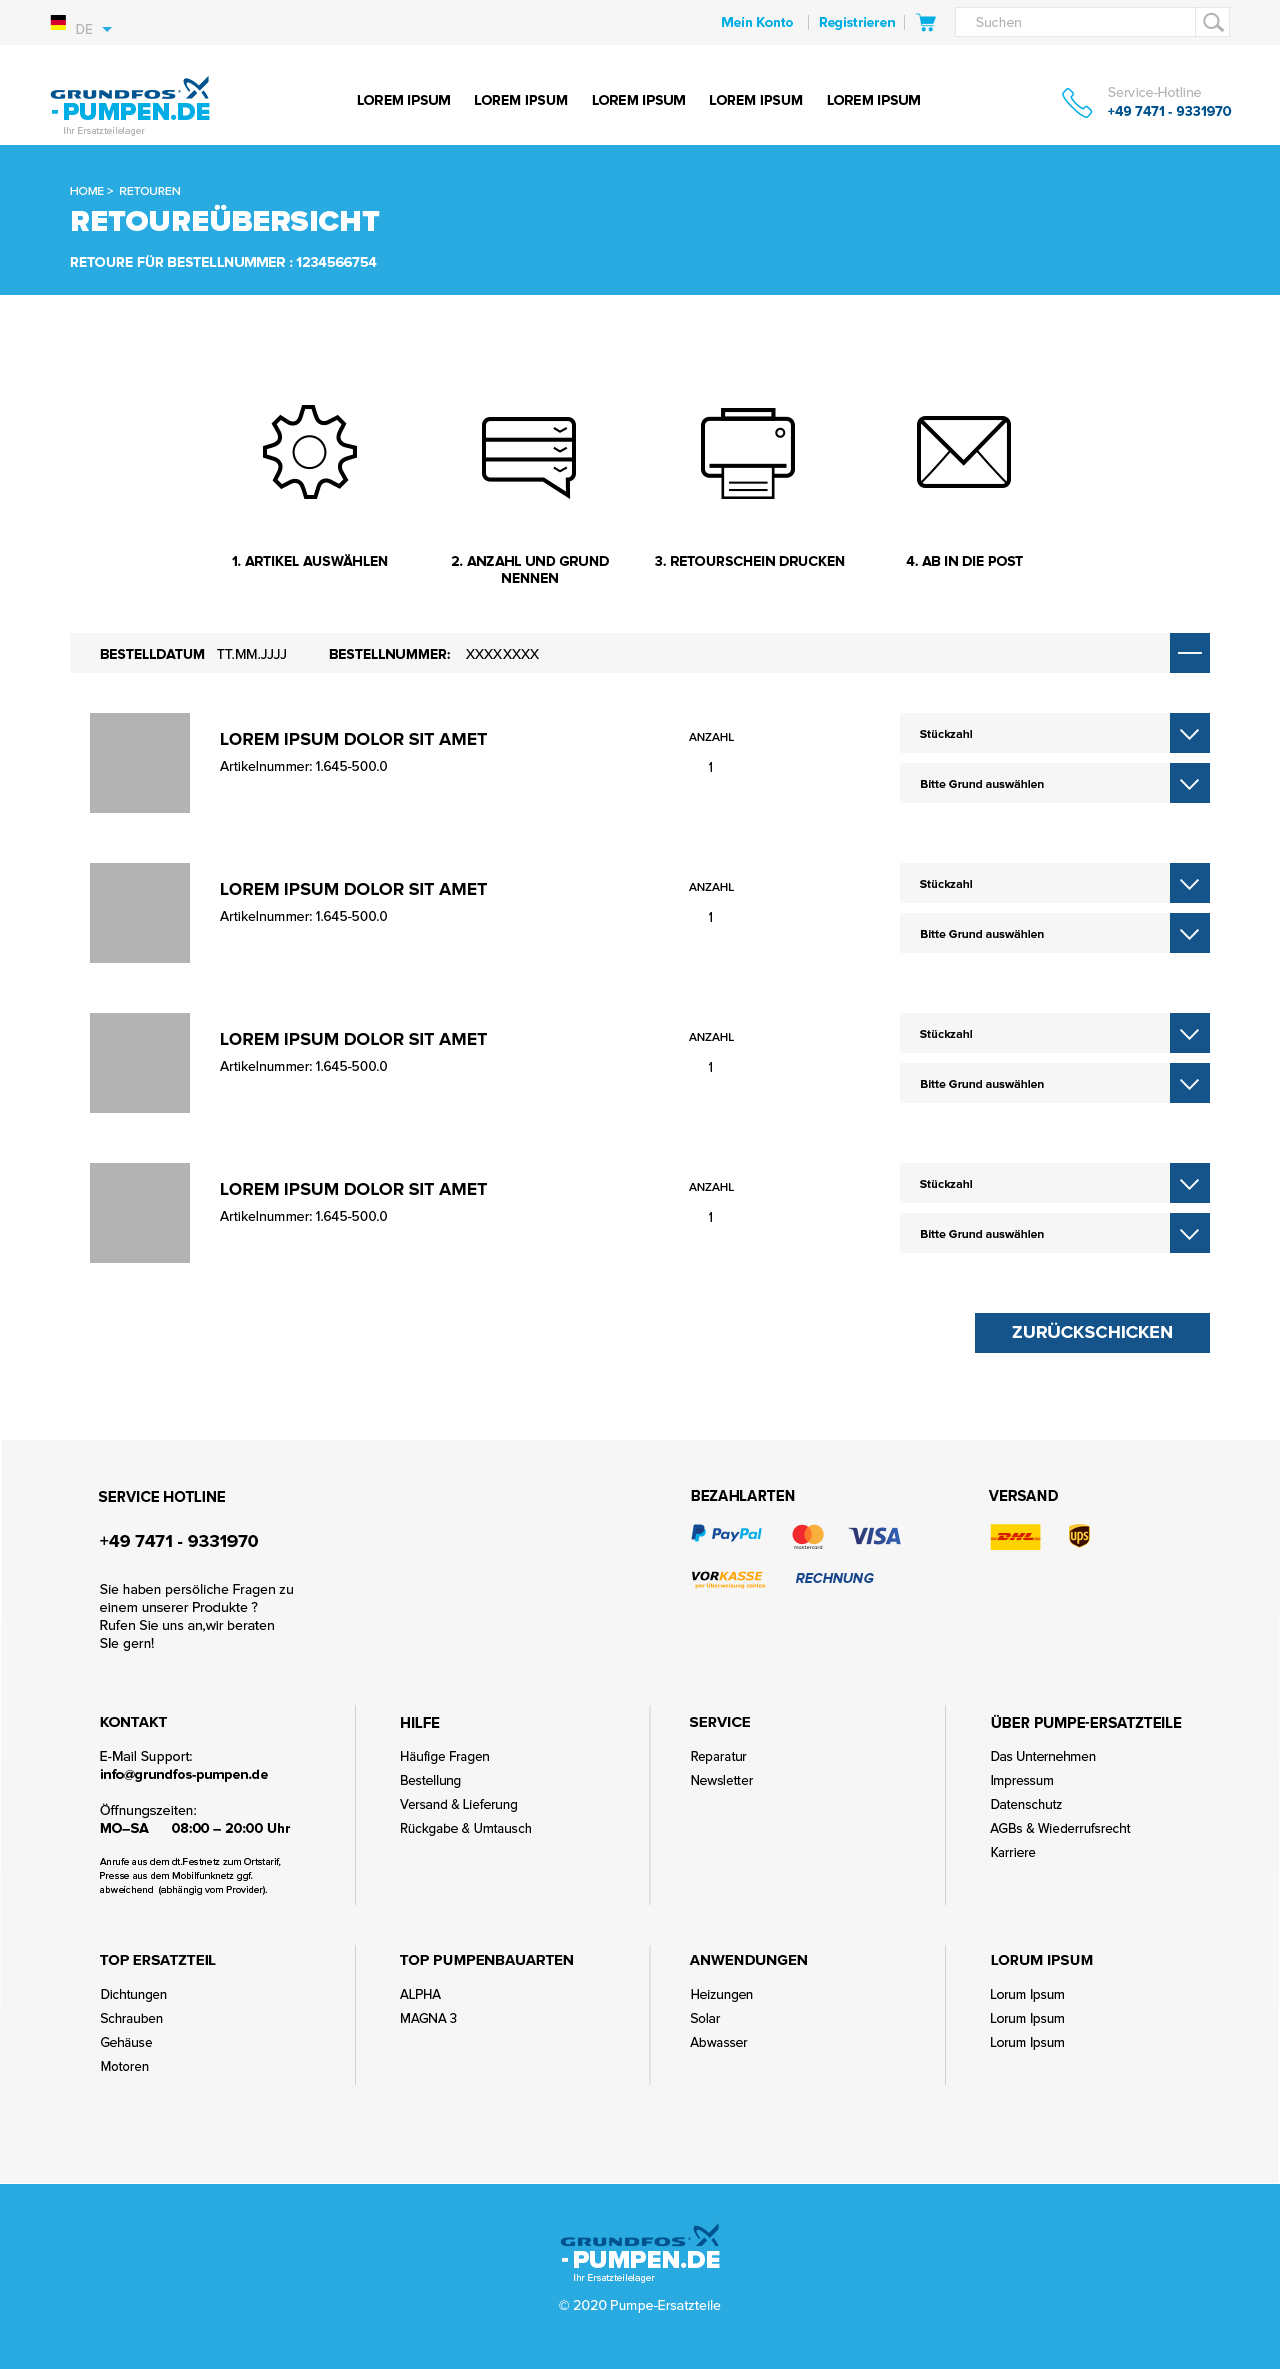 DE
Mein Konto
Registrieren
Suchen
GRUNDFOS
- PUMPEN.DE
Ihr Ersatzteilelager
LOREM IPSUM
LOREM IPSUM
LOREM IPSUM
LOREM IPSUM
LOREM IPSUM
Service-Hotline
+49 7471 - 9331970
HOME > RETOUREN
RETOUREÜBERSICHT
RETOURE FÜR BESTELLNUMMER : 1234566754
1. ARTIKEL AUSWÄHLEN
2. ANZAHL UND GRUND
NENNEN
3. RETOURSCHEIN DRUCKEN
4. AB IN DIE POST
BESTELLDATUM TT.MM.JJJJ BESTELLNUMMER: XXXXXXXX
LOREM IPSUM DOLOR SIT AMET
Artikelnummer: 1.645-500.0
ANZAHL
1
Stückzahl
Bitte Grund auswählen
LOREM IPSUM DOLOR SIT AMET
Artikelnummer: 1.645-500.0
ANZAHL
1
Stückzahl
Bitte Grund auswählen
LOREM IPSUM DOLOR SIT AMET
Artikelnummer: 1.645-500.0
ANZAHL
1
Stückzahl
Bitte Grund auswählen
LOREM IPSUM DOLOR SIT AMET
Artikelnummer: 1.645-500.0
ANZAHL
1
Stückzahl
Bitte Grund auswählen
ZURÜCKSCHICKEN
SERVICE HOTLINE
+49 7471 - 9331970
Sie haben persöliche Fragen zu
einem unserer Produkte ?
Rufen Sie uns an,wir beraten
SIe gern!
BEZAHLARTEN
PayPal
mastercard
VISA
VORKASSE
per Überweisung zahlen
RECHNUNG
VERSAND
DHL
ups
KONTAKT
E-Mail Support:
info@grundfos-pumpen.de
Öffnungszeiten:
MO–SA 08:00 – 20:00 Uhr
Anrufe aus dem dt.Festnetz zum Ortstarif,
Presse aus dem Mobilfunknetz ggf.
abweichend (abhängig vom Provider).
HILFE
Häufige Fragen
Bestellung
Versand & Lieferung
Rückgabe & Umtausch
SERVICE
Reparatur
Newsletter
ÜBER PUMPE-ERSATZTEILE
Das Unternehmen
Impressum
Datenschutz
AGBs & Wiederrufsrecht
Karriere
TOP ERSATZTEIL
Dichtungen
Schrauben
Gehäuse
Motoren
TOP PUMPENBAUARTEN
ALPHA
MAGNA 3
ANWENDUNGEN
Heizungen
Solar
Abwasser
LORUM IPSUM
Lorum Ipsum
Lorum Ipsum
Lorum Ipsum
GRUNDFOS
- PUMPEN.DE
Ihr Ersatzteilelager
© 2020 Pumpe-Ersatzteile